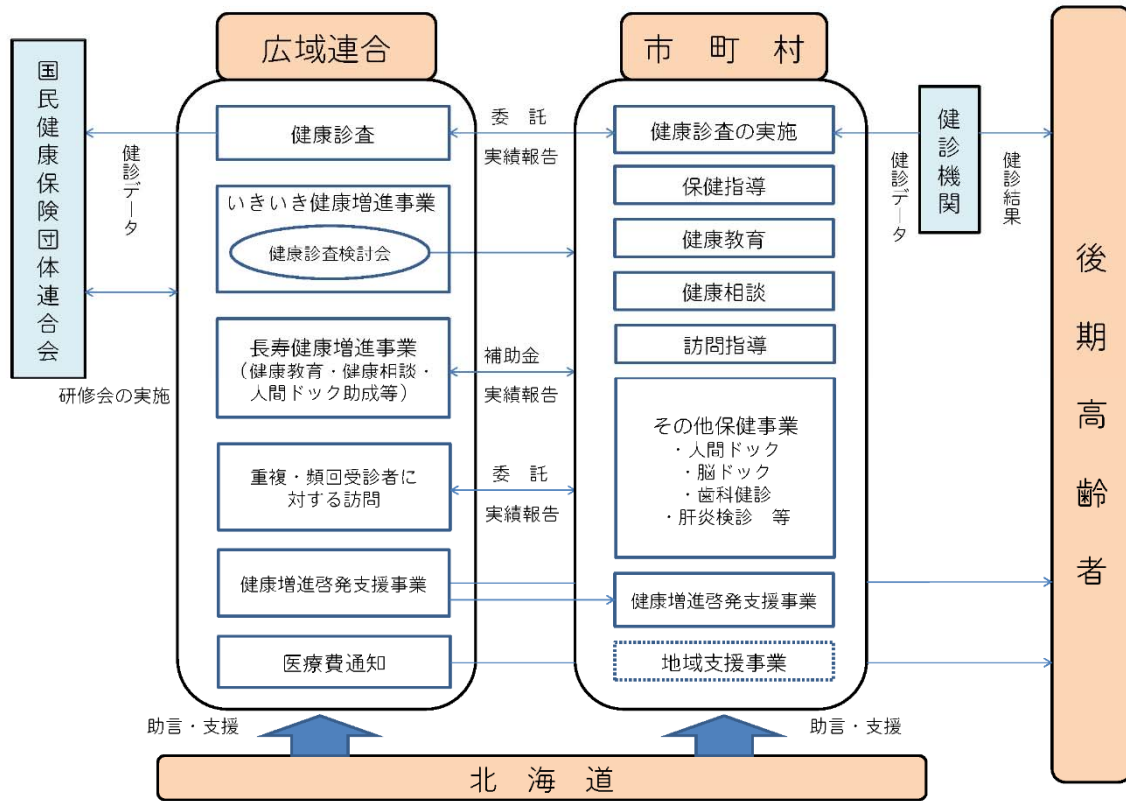 広域連合
市 町 村
国民健康保険団体連合会
健診データ
研修会の実施
健康診査
いきいき健康増進事業
健康診査検討会
長寿健康増進事業
（健康教育・健康相談・
人間ドック助成等）
重複・頻回受診者に
対する訪問
健康増進啓発支援事業
医療費通知
委 託
実績報告
補助金
実績報告
委 託
実績報告
健康診査の実施
保健指導
健康教育
健康相談
訪問指導
その他保健事業
・人間ドック
・脳ドック
・歯科健診
・肝炎検診 等
健康増進啓発支援事業
地域支援事業
健診機関
健診データ
健診結果
後期高齢者
助言・支援
助言・支援
北 海 道